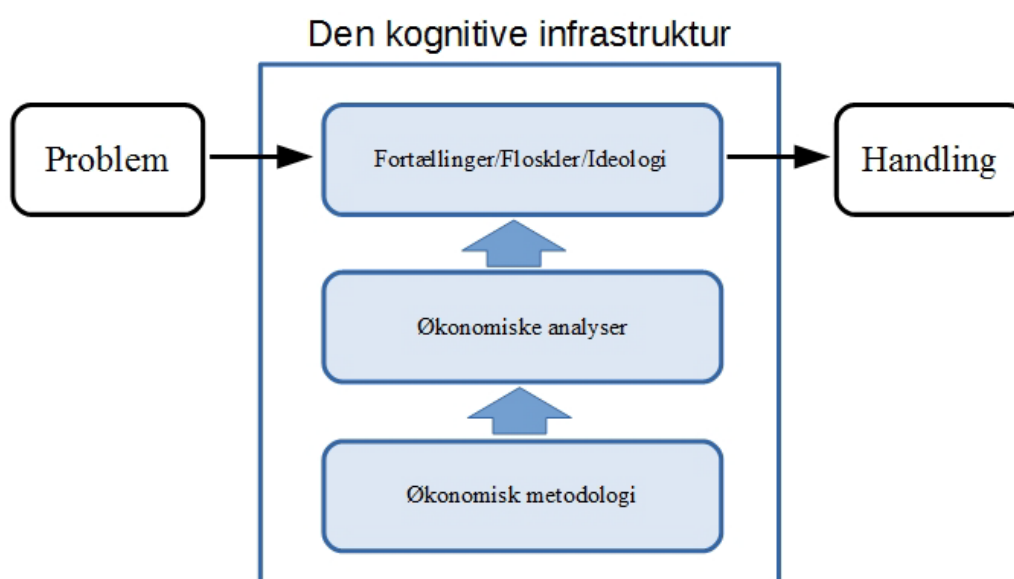 Den kognitive infrastruktur
Problem
Fortællinger/Floskler/Ideologi
Handling
Økonomiske analyser
Økonomisk metodologi